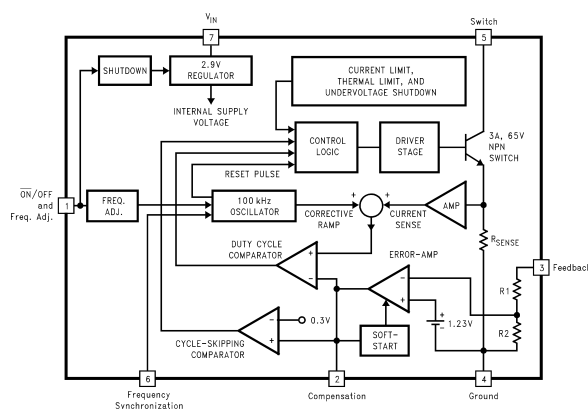 VIN
Switch
7
5
SHUTDOWN
2.9V
REGULATOR
CURRENT LIMIT,
THERMAL LIMIT, AND
UNDERVOLTAGE SHUTDOWN
INTERNAL SUPPLY
VOLTAGE
CONTROL
LOGIC
DRIVER
STAGE
3A, 65V
NPN
SWITCH
RESET PULSE
ON/OFF
and
Freq. Adj.
1
FREQ.
ADJ.
100 kHz
OSCILLATOR
+
+
CORRECTIVE
RAMP
CURRENT
SENSE
AMP
RSENSE
DUTY CYCLE
COMPARATOR
+
−
ERROR-AMP
−
+
3
Feedback
R1
R2
+
−
1.23V
−
+
0.3V
CYCLE-SKIPPING
COMPARATOR
SOFT-
START
6
2
4
Frequency
Synchronization
Compensation
Ground